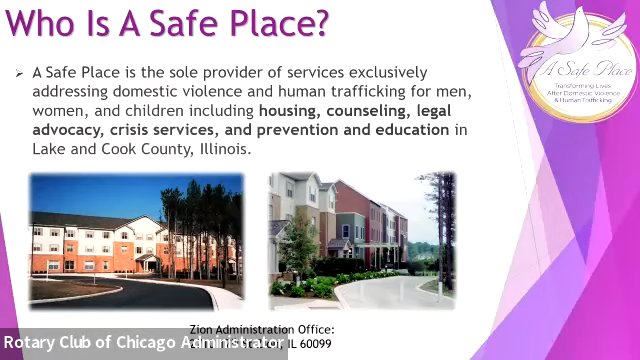 Who Is A Safe Place?
A Safe Place is the sole provider of services exclusively
addressing domestic violence and human trafficking for men,
women, and children including housing, counseling, legal
advocacy, crisis services, and prevention and education in
Lake and Cook County, Illinois.
A Safe Place
Transforming Lives
After Domestic Violence
& Human Trafficking
Zion Administration Office:
IL 60099
Rotary Club of Chicago Administrator